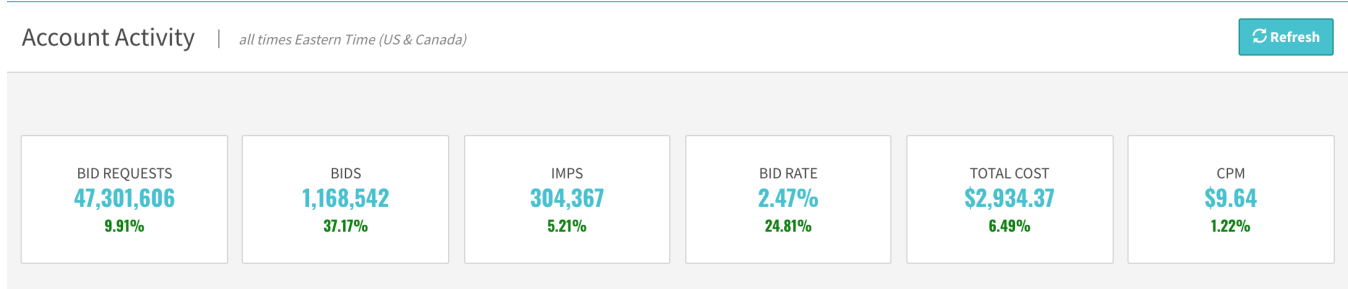 Account Activity | all times Eastern Time (US & Canada)
Refresh
BID REQUESTS
47,301,606
9.91%
BIDS
1,168,542
37.17%
IMPS
304,367
5.21%
BID RATE
2.47%
24.81%
TOTAL COST
$2,934.37
6.49%
CPM
$9.64
1.22%